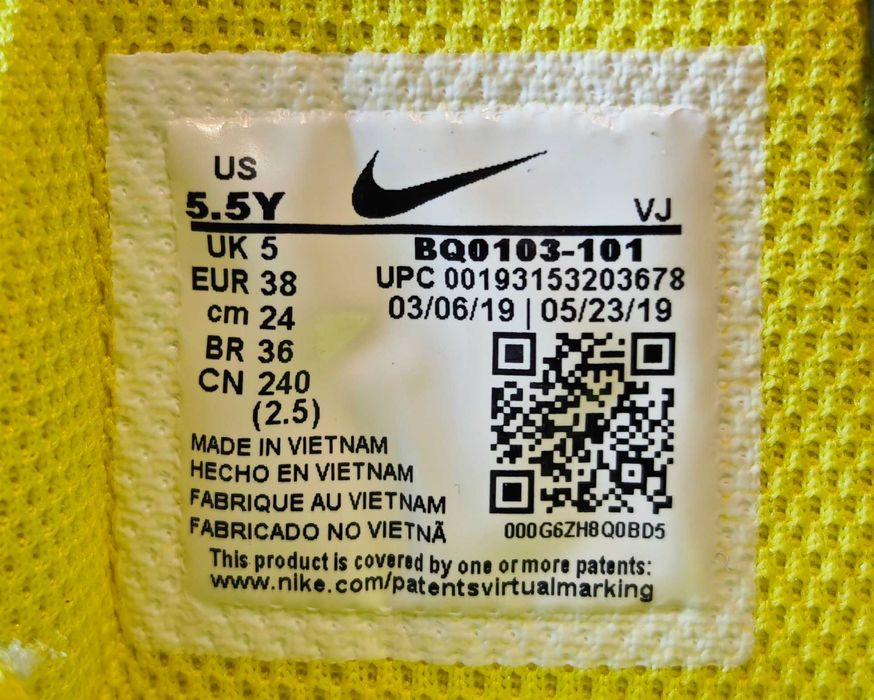 US
5.5Y
VJ
UK 5
EUR 38
cm 24
BR 36
CN 240
(2.5)
BQ0103-101
UPC 00193153203678
03/06/19 | 05/23/19
MADE IN VIETNAM
HECHO EN VIETNAM
FABRIQUE AU VIETNAM
FABRICADO NO VIETNÃ
000G6ZH8Q0BD5
This product is covered by one or more patents:
www.nike.com/patentsvirtualmarking